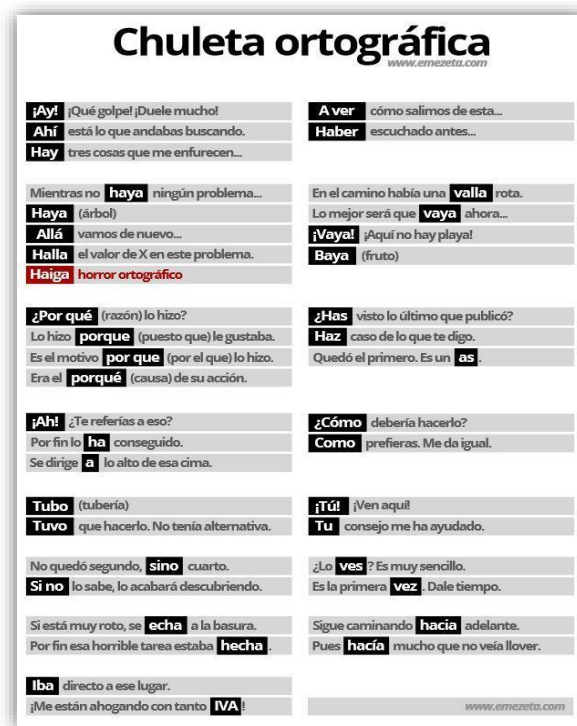 Chuleta ortográfica
www.emezeta.com
¡Ay! ¡Qué golpe! ¡Duele mucho!
Ahí está lo que andabas buscando.
Hay tres cosas que me enfurecen...
A ver cómo salimos de esta...
Haber escuchado antes...
Mientras no haya ningún problema...
Haya (árbol)
Allá vamos de nuevo...
Halla el valor de X en este problema.
Haiga horror ortográfico
En el camino había una valla rota.
Lo mejor será que vaya ahora...
¡Vaya! ¡Aquí no hay playa!
Baya (fruto)
¿Por qué (razón) lo hizo?
Lo hizo porque (puesto que) le gustaba.
Es el motivo por que (por el que) lo hizo.
Era el porqué (causa) de su acción.
¿Has visto lo último que publicó?
Haz caso de lo que te digo.
Quedó el primero. Es un as.
¡Ah! ¿Te referías a eso?
Por fin lo ha conseguido.
Se dirige a lo alto de esa cima.
¿Cómo debería hacerlo?
Como prefieras. Me da igual.
Tubo (tubería)
Tuvo que hacerlo. No tenía alternativa.
¡Tú! ¡Ven aquí!
Tu consejo me ha ayudado.
No quedó segundo, sino cuarto.
Si no lo sabe, lo acabará descubriendo.
¿Lo ves? Es muy sencillo.
Es la primera vez. Dale tiempo.
Si está muy roto, se echa a la basura.
Por fin esa horrible tarea estaba hecha.
Sigue caminando hacia adelante.
Pues hacía mucho que no veía llover.
Iba directo a ese lugar.
¡Me están ahogando con tanto IVA!
www.emezeta.com